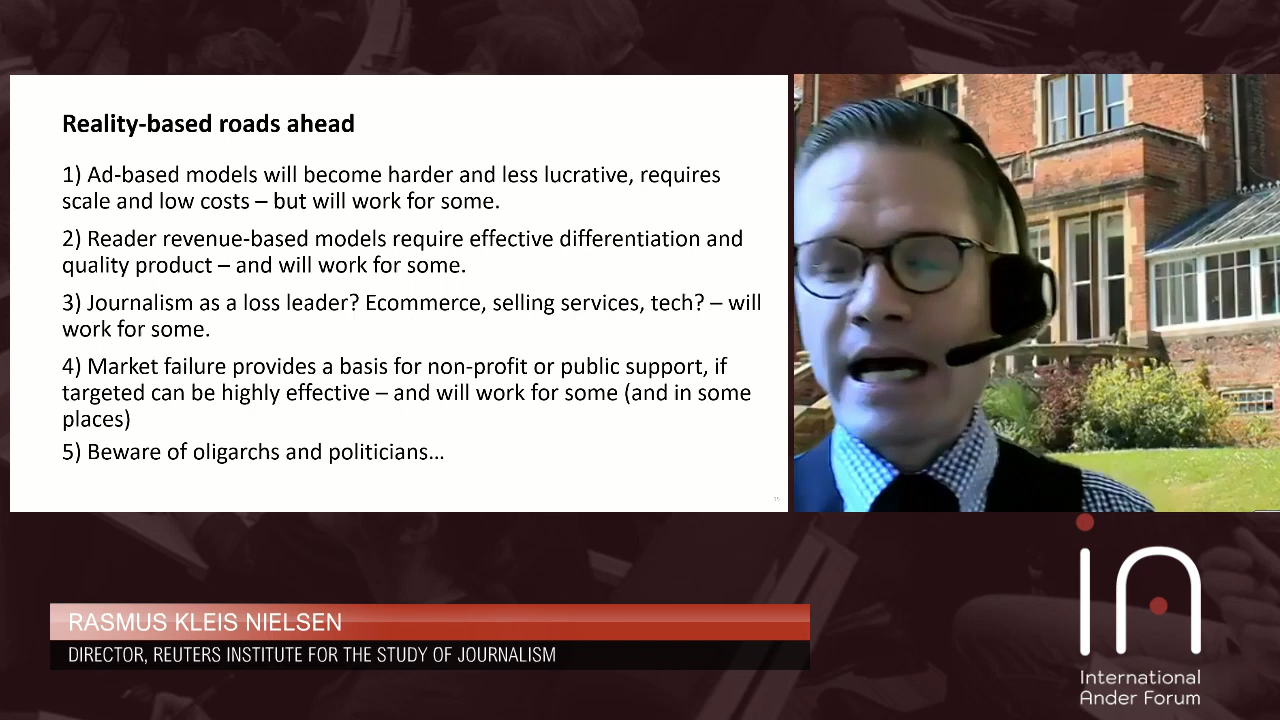 Reality-based roads ahead
1) Ad-based models will become harder and less lucrative, requires
scale and low costs – but will work for some.
2) Reader revenue-based models require effective differentiation and
quality product – and will work for some.
3) Journalism as a loss leader? Ecommerce, selling services, tech? – will
work for some.
4) Market failure provides a basis for non-profit or public support, if
targeted can be highly effective – and will work for some (and in some
places)
5) Beware of oligarchs and politicians…
RASMUS KLEIS NIELSEN
DIRECTOR, REUTERS INSTITUTE FOR THE STUDY OF JOURNALISM
in
International
Ander Forum